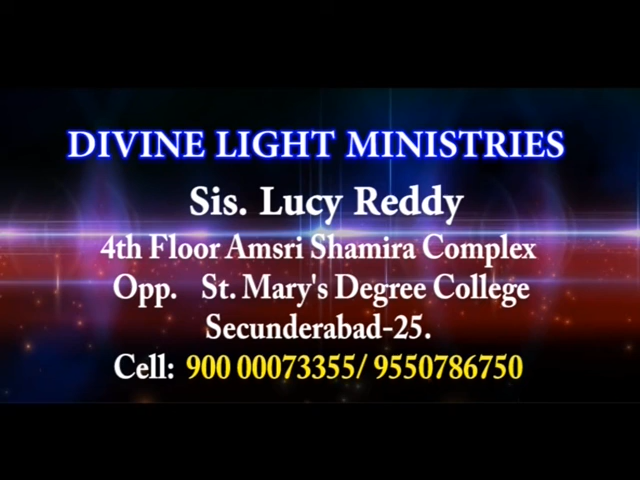 DIVINE LIGHT MINISTRIES
Sis. Lucy Reddy
4th Floor Amsri Shamira Complex
Opp. St. Mary's Degree College
Secunderabad-25.
Cell: 900 00073355/ 9550786750